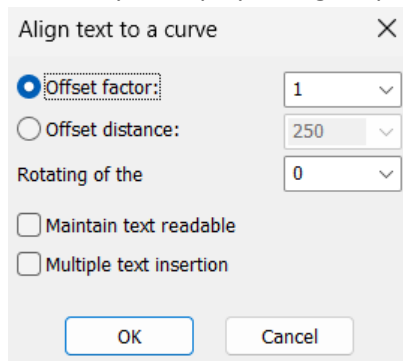 Align text to a curve
Offset factor: 1
Offset distance: 250
Rotating of the 0
Maintain text readable
Multiple text insertion
OK Cancel